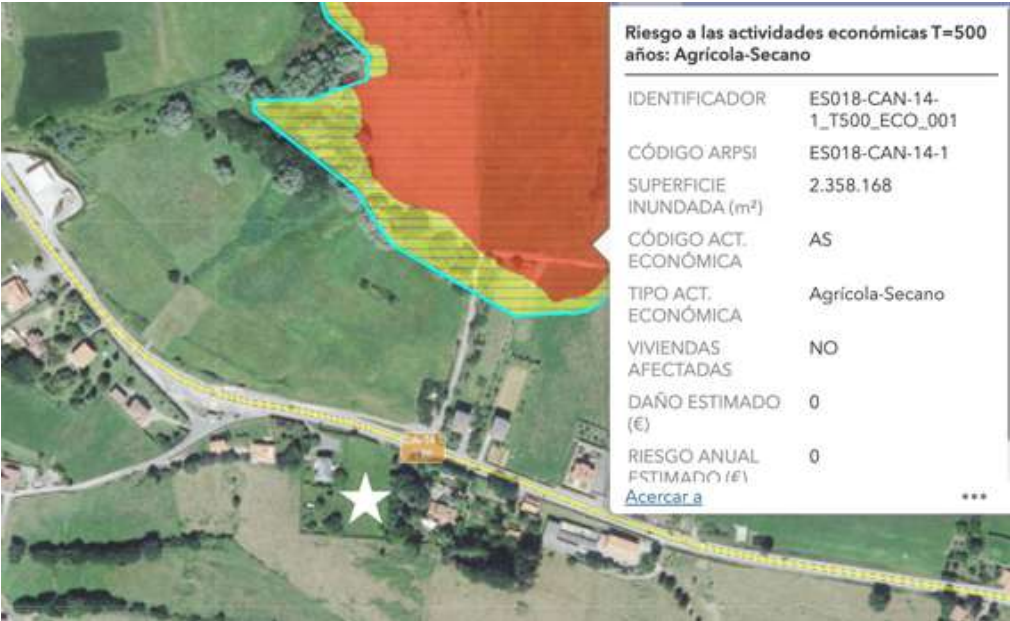 Riesgo a las actividades económicas T=500
años: Agrícola-Secano
IDENTIFICADOR ES018-CAN-14-
1_T500_ECO_001
CÓDIGO ARPSI ES018-CAN-14-1
SUPERFICIE 2.358.168
INUNDADA (m²)
CÓDIGO ACT. AS
ECONÓMICA
TIPO ACT. Agrícola-Secano
ECONÓMICA
VIVIENDAS NO
AFECTADAS
DAÑO ESTIMADO 0
(€)
RIESGO ANUAL 0
ESTIMADO (€)
Acercar a